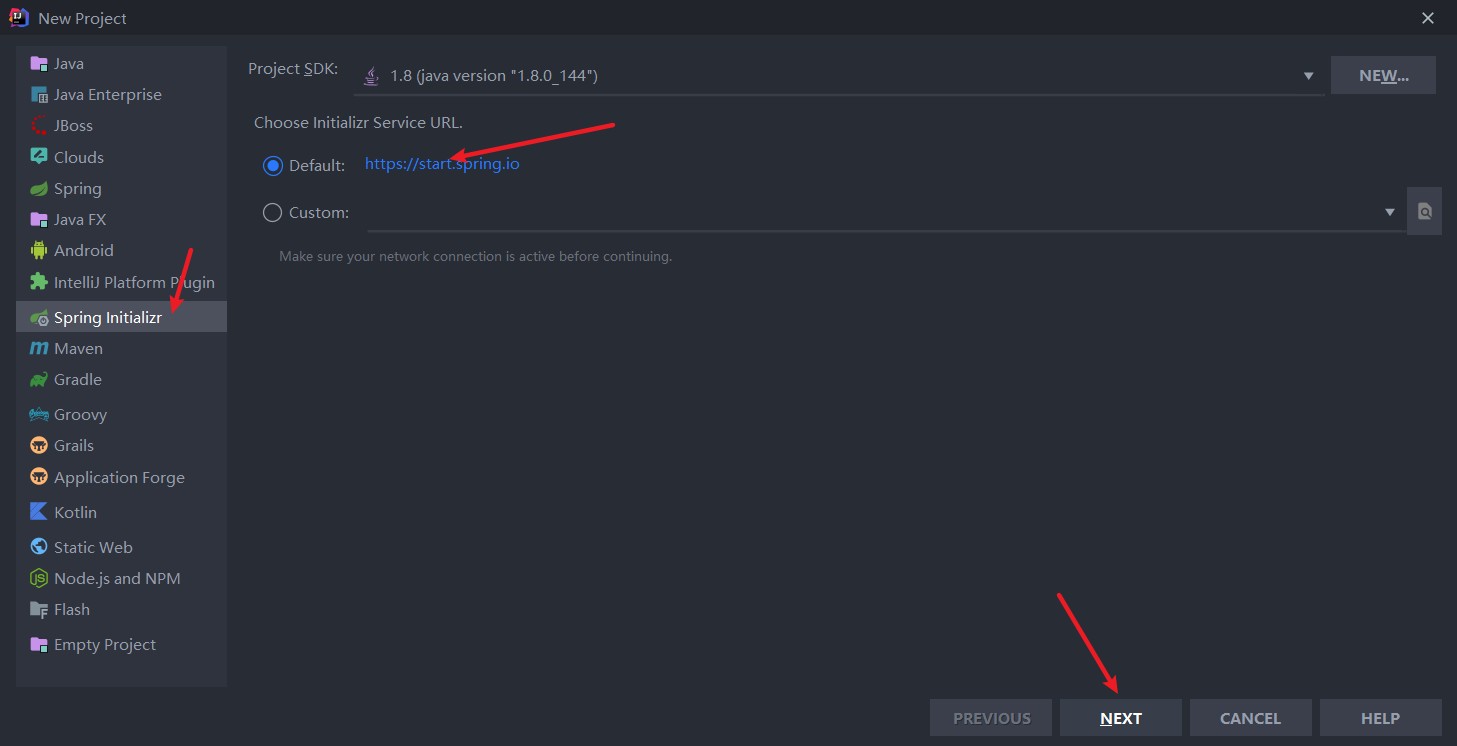 New Project
Java
Java Enterprise
JBoss
Clouds
Spring
Java FX
Android
IntelliJ Platform Plugin
Spring Initializr
Maven
Gradle
Groovy
Grails
Application Forge
Kotlin
Static Web
Node.js and NPM
Flash
Empty Project
Project SDK: 1.8 (java version "1.8.0_144") NEW...
Choose Initializr Service URL.
Default: https://start.spring.io
Custom:
Make sure your network connection is active before continuing.
PREVIOUS NEXT CANCEL HELP